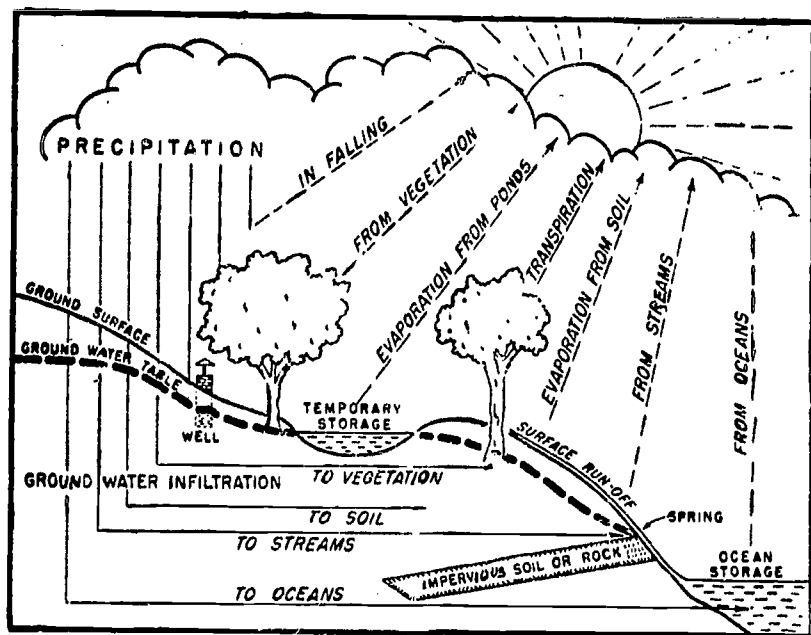 PRECIPITATION
IN FALLING
FROM VEGETATION
EVAPORATION FROM PONDS
TRANSPIRATION
EVAPORATION FROM SOIL
FROM STREAMS
FROM OCEANS
GROUND SURFACE
GROUND WATER TABLE
WELL
TEMPORARY
STORAGE
SURFACE RUN-OFF
GROUND WATER INFILTRATION
TO VEGETATION
TO SOIL
TO STREAMS
SPRING
IMPERVIOUS SOIL OR ROCK
OCEAN
STORAGE
TO OCEANS